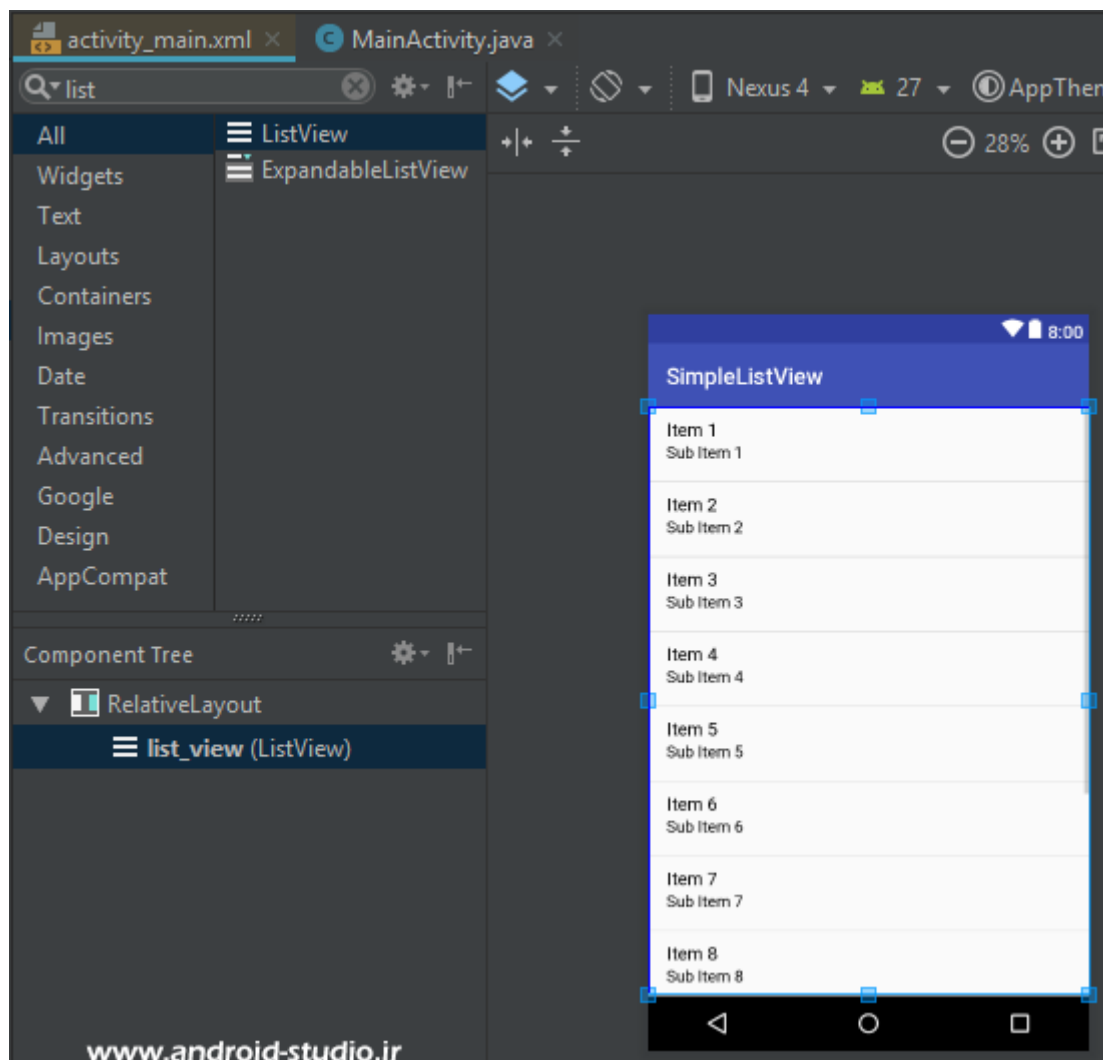 activity_main.xml
MainActivity.java
list
Nexus 4
27
28%
All
Widgets
Text
Layouts
Containers
Images
Date
Transitions
Advanced
Google
Design
AppCompat
ListView
ExpandableListView
Component Tree
RelativeLayout
list_view (ListView)
8:00
SimpleListView
Item 1
Sub Item 1
Item 2
Sub Item 2
Item 3
Sub Item 3
Item 4
Sub Item 4
Item 5
Sub Item 5
Item 6
Sub Item 6
Item 7
Sub Item 7
Item 8
Sub Item 8
www.android-studio.ir